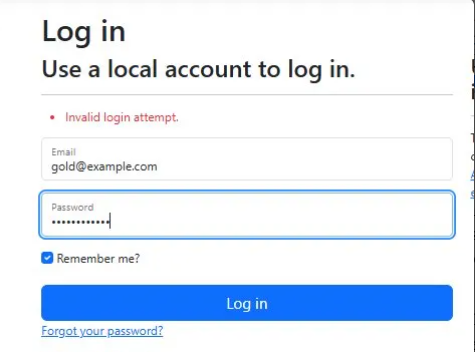 Log in
Use a local account to log in.
Invalid login attempt.
Email
gold@example.com
Password
••••••••••••
Remember me?
Log in
Forgot your password?